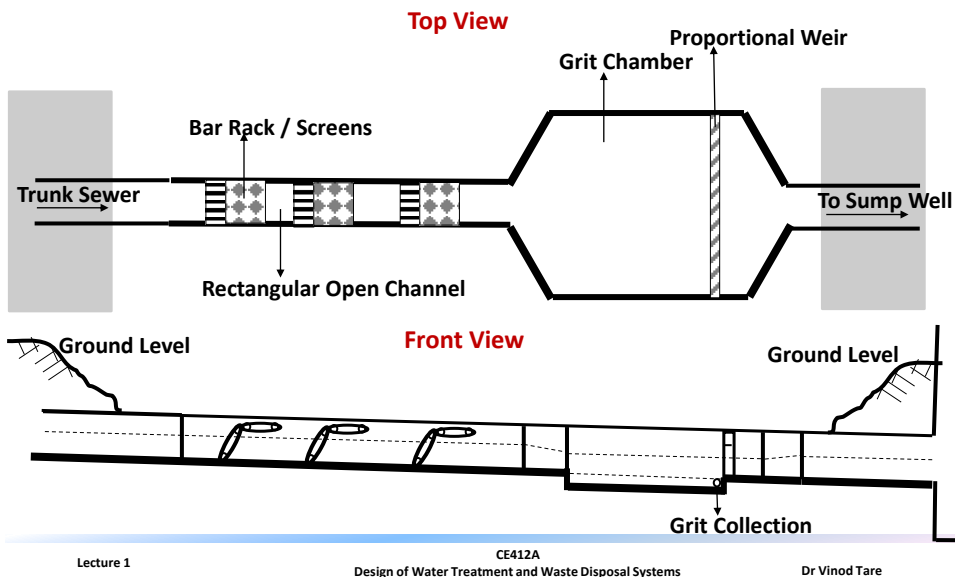 Top View
Proportional Weir
Grit Chamber
Bar Rack / Screens
Trunk Sewer
To Sump Well
Rectangular Open Channel
Front View
Ground Level
Ground Level
Grit Collection
Lecture 1
CE412A
Design of Water Treatment and Waste Disposal Systems
Dr Vinod Tare